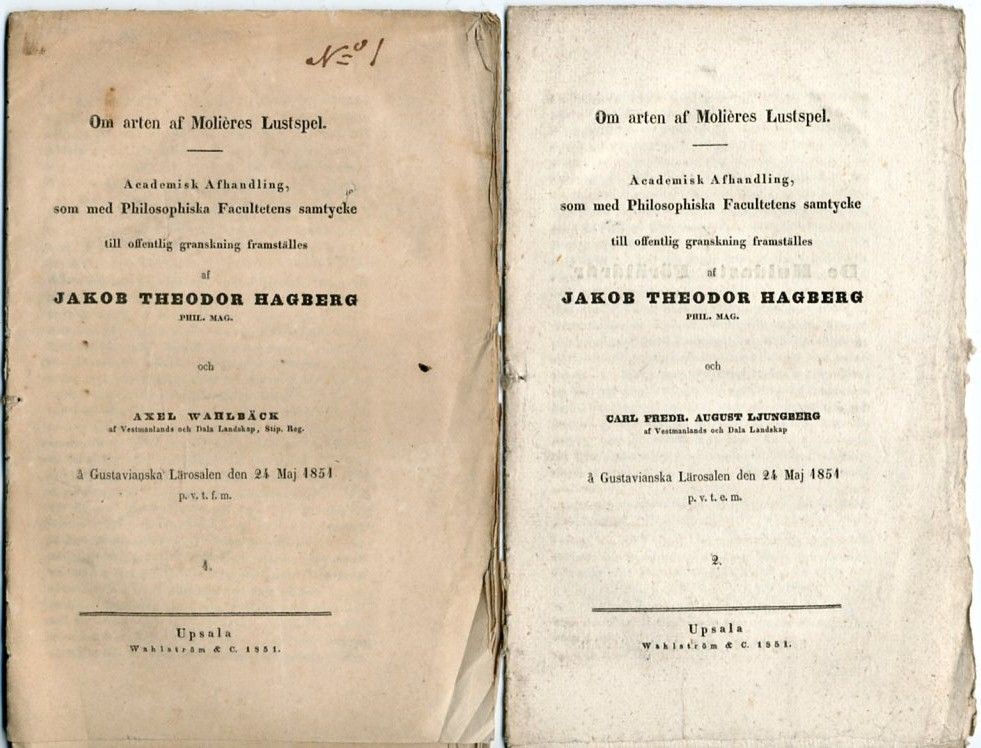 N=o 1
Om arten af Molières Lustspel.
Academisk Afhandling,
som med Philosophiska Facultetens samtycke
till offentlig granskning framställes
af
JAKOB THEODOR HAGBERG
PHIL. MAG.
och
AXEL WAHLBÄCK
af Vestmanlands och Dala Landskap, Stip. Reg.
å Gustavianska Lärosalen den 24 Maj 1851
p. v. t. f. m.
1.
Upsala
Wahlström & C. 1851.
Om arten af Molières Lustspel.
Academisk Afhandling,
som med Philosophiska Facultetens samtycke
till offentlig granskning framställes
af
JAKOB THEODOR HAGBERG
PHIL. MAG.
och
CARL FREDR. AUGUST LJUNGBERG
af Vestmanlands och Dala Landskap
å Gustavianska Lärosalen den 24 Maj 1851
p. v. t. e. m.
2.
Upsala
Wahlström & C. 1851.